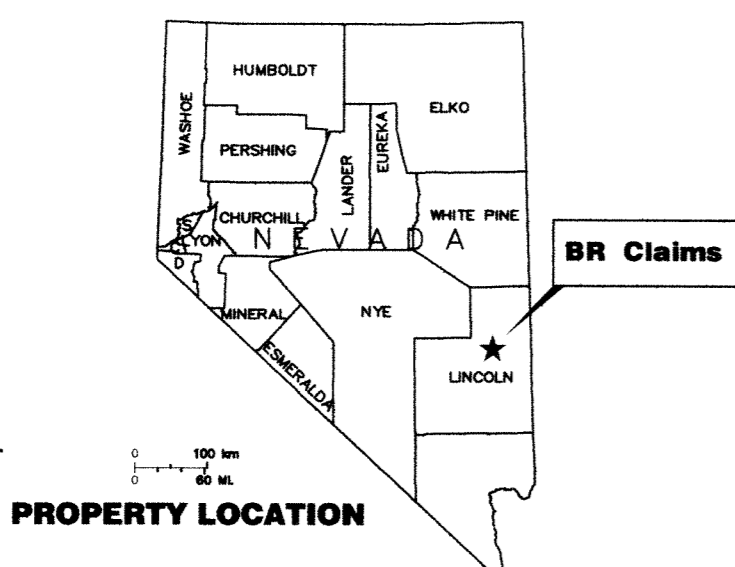 HUMBOLDT
ELKO
WASHOE
EUREKA
PERSHING
LANDER
CHURCHILL
WHITE PINE
S
LYON
NEVADA
BR Claims
D
MINERAL
NYE
ESMERALDA
LINCOLN
0 100 km
0 60 MI.
PROPERTY LOCATION